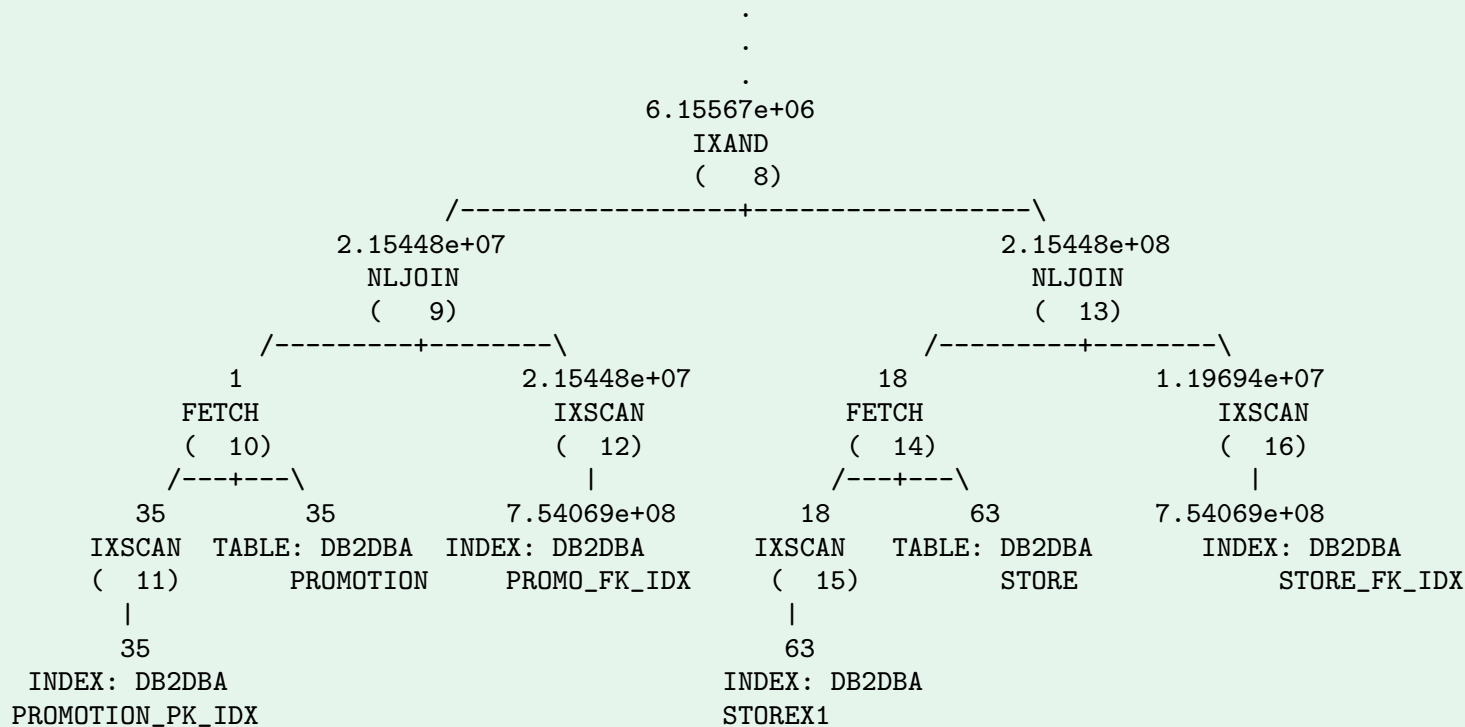 .
.
.
6.15567e+06
IXAND
(   8)
/------------------+------------------\
2.15448e+07                                2.15448e+08
NLJOIN                                  NLJOIN
(   9)                                  (  13)
/---------+--------\                       /---------+--------\
1                  2.15448e+07            18                1.19694e+07
FETCH                  IXSCAN               FETCH                 IXSCAN
(  10)                  (  12)               (  14)                 (  16)
/---+---\                  |                /---+---\                  |
35         35           7.54069e+08        18         63          7.54069e+08
IXSCAN  TABLE: DB2DBA  INDEX: DB2DBA       IXSCAN   TABLE: DB2DBA       INDEX: DB2DBA
(  11)       PROMOTION     PROMO_FK_IDX     (  15)        STORE             STORE_FK_IDX
|                                          |
35                                         63
INDEX: DB2DBA                              INDEX: DB2DBA
PROMOTION_PK_IDX                              STOREX1